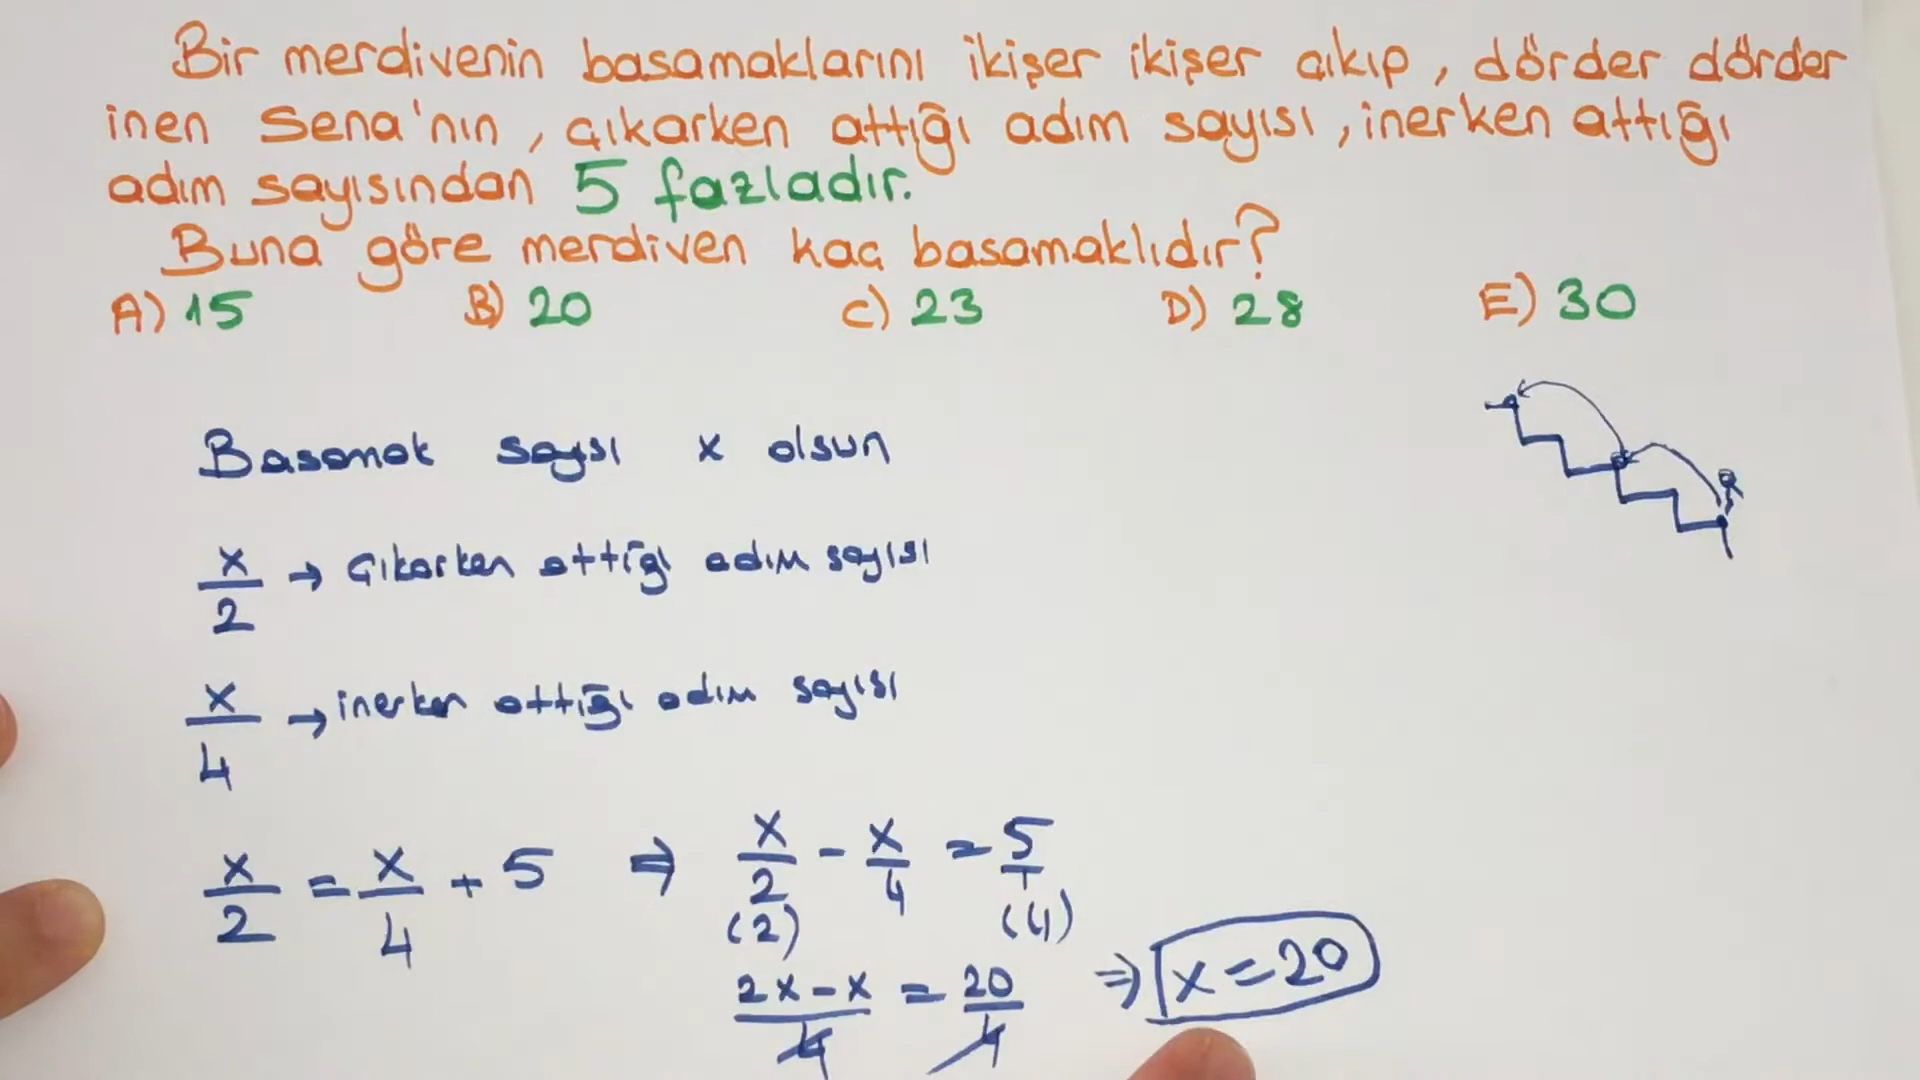 Bir merdivenin basamaklarını ikişer ikişer çıkıp, dörder dörder
inen Sena'nın, çıkarken attığı adım sayısı, inerken attığı
adım sayısından 5 fazladır.
Buna göre merdiven kaç basamaklıdır?
A) 15 B) 20 C) 23 D) 28 E) 30
Basamak sayısı x olsun
x/2 → Çıkarken attığı adım sayısı
x/4 → inerken attığı adım sayısı
x/2 = x/4 + 5 ⇒ x/2 - x/4 = 5/1
(2) (4)
2x-x/4 = 20/4 ⇒ x=20